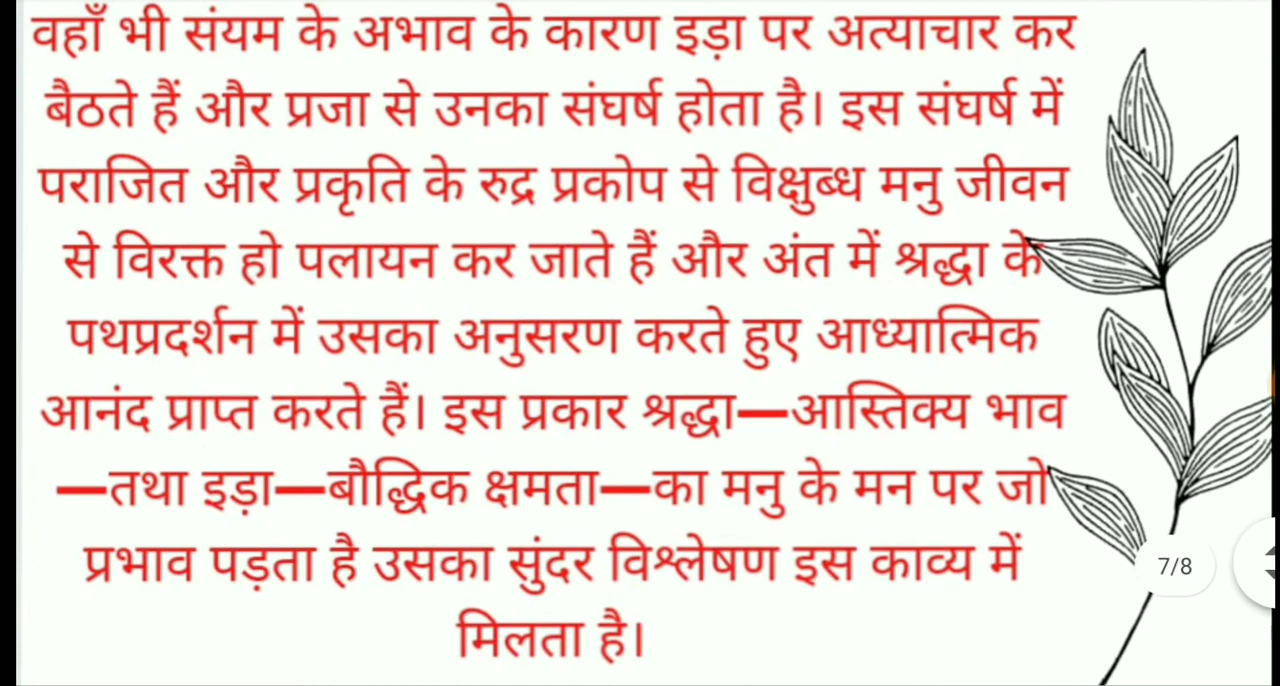 वहाँ भी संयम के अभाव के कारण इड़ा पर अत्याचार कर
बैठते हैं और प्रजा से उनका संघर्ष होता है। इस संघर्ष में
पराजित और प्रकृति के रुद्र प्रकोप से विक्षुब्ध मनु जीवन
से विरक्त हो पलायन कर जाते हैं और अंत में श्रद्धा के
पथप्रदर्शन में उसका अनुसरण करते हुए आध्यात्मिक
आनंद प्राप्त करते हैं। इस प्रकार श्रद्धा—आस्तिक्य भाव
—तथा इड़ा—बौद्धिक क्षमता—का मनु के मन पर जो
प्रभाव पड़ता है उसका सुंदर विश्लेषण इस काव्य में
मिलता है।
7/8